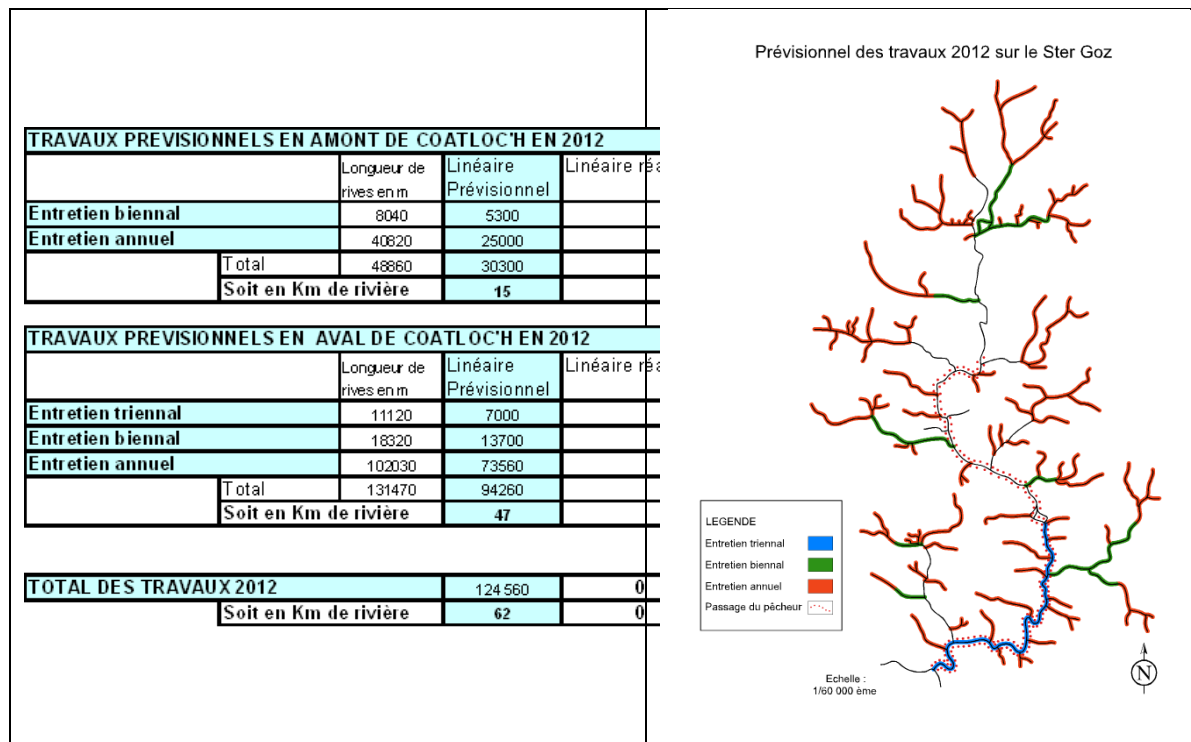 TRAVAUX PREVISIONNELS EN AMONT DE COATLOC'H EN 2012
Longueur de rives en m Linéaire Prévisionnel Linéaire réa
Entretien biennal 8040 5300
Entretien annuel 40820 25000
Total 48860 30300
Soit en Km de rivière 15
TRAVAUX PREVISIONNELS EN AVAL DE COATLOC'H EN 2012
Longueur de rives en m Linéaire Prévisionnel Linéaire réa
Entretien triennal 11120 7000
Entretien biennal 18320 13700
Entretien annuel 102030 73560
Total 131470 94260
Soit en Km de rivière 47
TOTAL DES TRAVAUX 2012 124 560 0
Soit en Km de rivière 62 0
Prévisionnel des travaux 2012 sur le Ster Goz
LEGENDE
Entretien triennal
Entretien biennal
Entretien annuel
Passage du pêcheur
Echelle :
1/60 000 ème
N